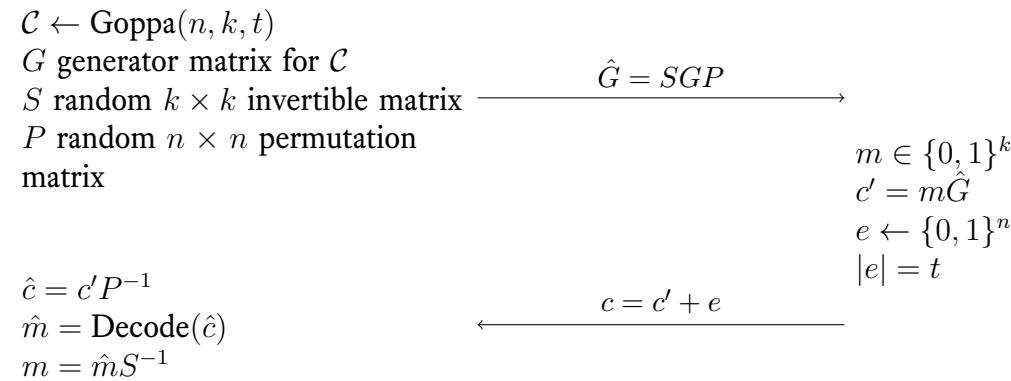 𝒞 ← Goppa(n, k, t)
G generator matrix for 𝒞
S random k × k invertible matrix
P random n × n permutation
matrix
Ĝ = SGP
m ∈ {0, 1}^k
c′ = mĜ
e ← {0, 1}^n
|e| = t
c = c′ + e
ĉ = c′P⁻¹
m̂ = Decode(ĉ)
m = m̂S⁻¹